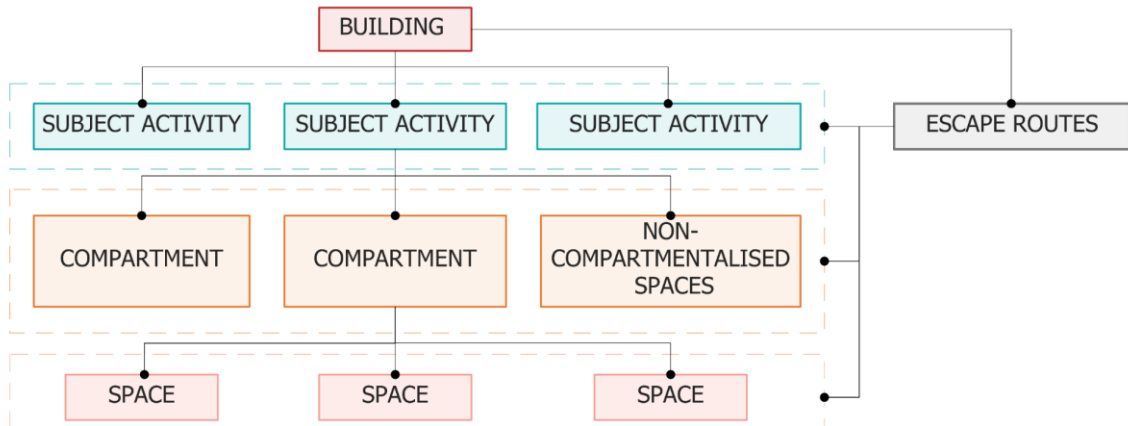 BUILDING
SUBJECT ACTIVITY
SUBJECT ACTIVITY
SUBJECT ACTIVITY
ESCAPE ROUTES
COMPARTMENT
COMPARTMENT
NON-
COMPARTMENTALISED
SPACES
SPACE
SPACE
SPACE